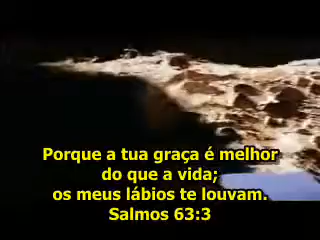 Porque a tua graça é melhor
do que a vida;
os meus lábios te louvam.
Salmos 63:3